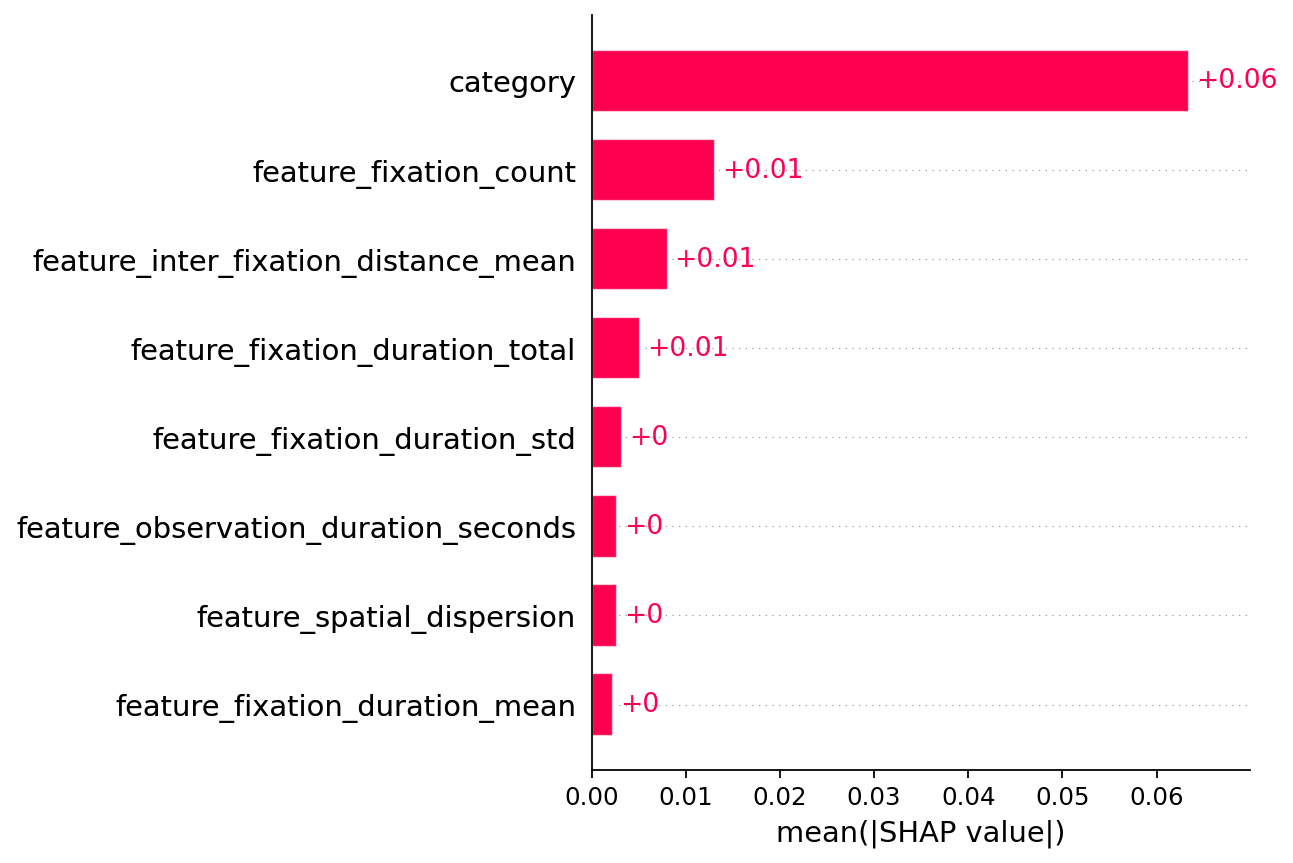 category +0.06
feature_fixation_count +0.01
feature_inter_fixation_distance_mean +0.01
feature_fixation_duration_total +0.01
feature_fixation_duration_std +0
feature_observation_duration_seconds +0
feature_spatial_dispersion +0
feature_fixation_duration_mean +0
0.00 0.01 0.02 0.03 0.04 0.05 0.06
mean(|SHAP value|)